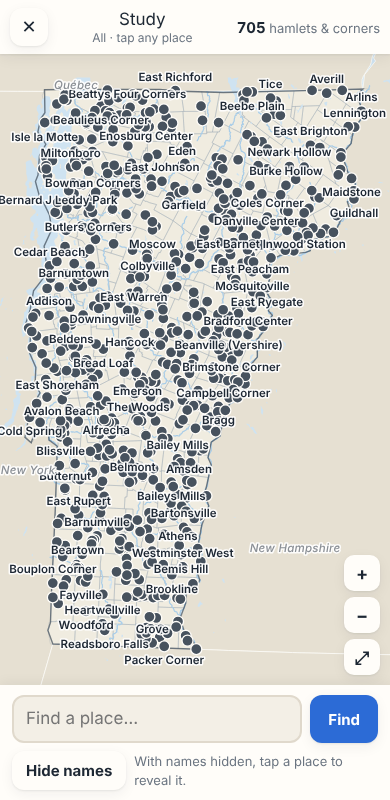 ✕
Study
All · tap any place
705 hamlets & corners
East Richford
Québec
Tice
Averill
Beattys Four Corners
Beebe Plain
Arlins
Lennington
Beaulieus Corner
Isle la Motte
Enosburg Center
East Brighton
Miltonboro
Eden
Newark Hollow
East Johnson
Burke Hollow
Bowman Corners
Maidstone
Bernard J Leddy Park
Garfield
Coles Corner
Guildhall
Butlers Corners
Danville Center
Moscow
East Barnet
Inwood Station
Cedar Beach
Colbyville
East Peacham
Barnumtown
Mosquitoville
Addison
East Warren
East Ryegate
Downingville
Bradford Center
Beldens
Hancock
Beanville (Vershire)
Bread Loaf
Brimstone Corner
East Shoreham
Emerson
Campbell Corner
Avalon Beach
The Woods
Bragg
Cold Spring
Alfrecha
Blissville
Bailey Mills
New York
Butternut
Belmont
Amsden
East Rupert
Baileys Mills
Barnumville
Bartonsville
Athens
Beartown
Westminster West
New Hampshire
Bouplon Corner
Bemis Hill
Fayville
Brookline
Heartwellville
Woodford
Grove
Readsboro Falls
Packer Corner
+
−
Find a place...
Find
Hide names
With names hidden, tap a place to
reveal it.